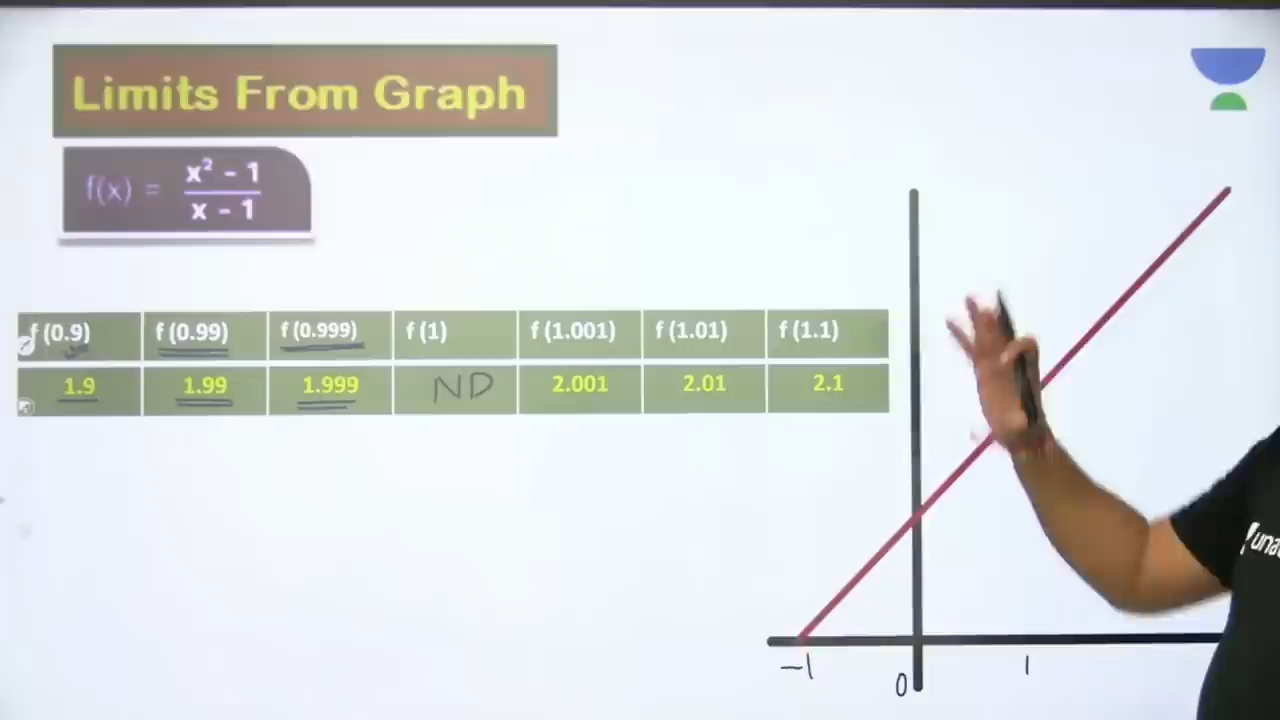 Limits From Graph
f(x) = x² - 1 / x - 1
f (0.9) f (0.99) f (0.999) f (1) f (1.001) f (1.01) f (1.1)
1.9 1.99 1.999 ND 2.001 2.01 2.1
-1 0 1